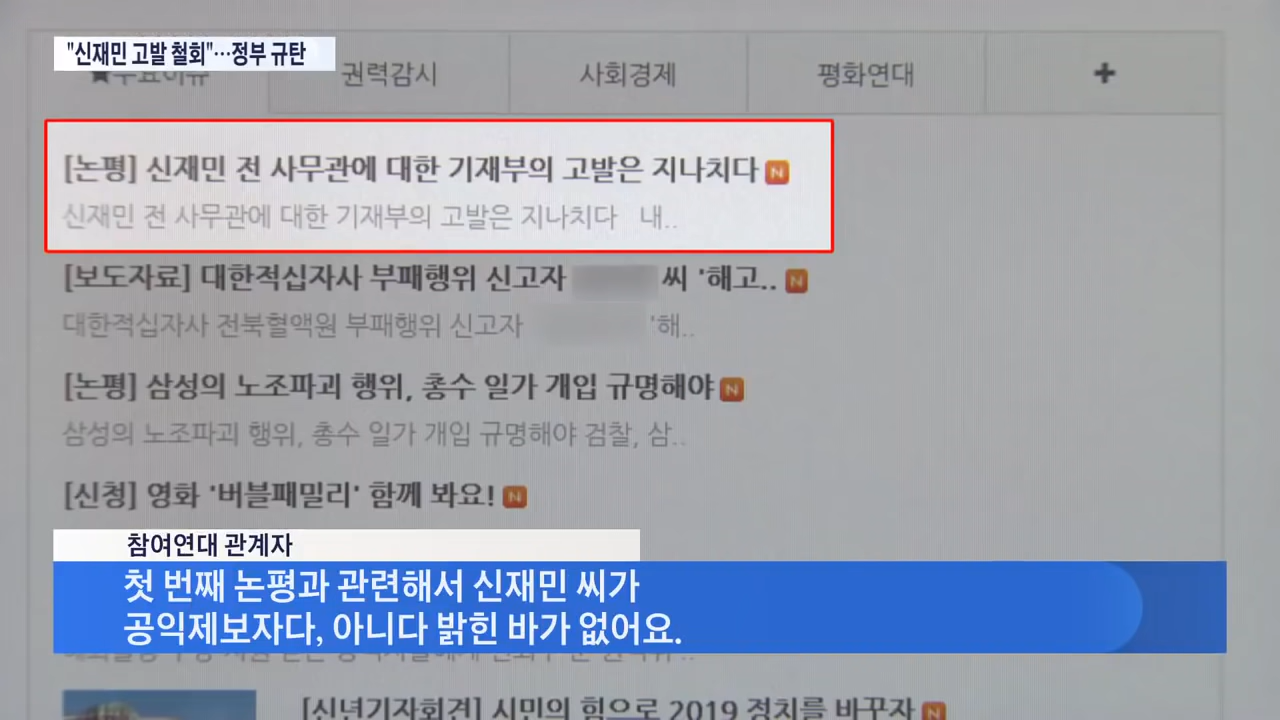 "신재민 고발 철회"…정부 규탄
★주요이슈
권력감시
사회경제
평화연대
+
[논평] 신재민 전 사무관에 대한 기재부의 고발은 지나치다 N
신재민 전 사무관에 대한 기재부의 고발은 지나치다 내..
[보도자료] 대한적십자사 부패행위 신고자 씨 '해고.. N
대한적십자사 전북혈액원 부패행위 신고자 '해..
[논평] 삼성의 노조파괴 행위, 총수 일가 개입 규명해야 N
삼성의 노조파괴 행위, 총수 일가 개입 규명해야 검찰, 삼..
[신청] 영화 '버블패밀리' 함께 봐요! N
참여연대 관계자
첫 번째 논평과 관련해서 신재민 씨가
공익제보자다, 아니다 밝힌 바가 없어요.
[신년기자회견] 시민의 힘으로 2019 정치를 바꾸자 N